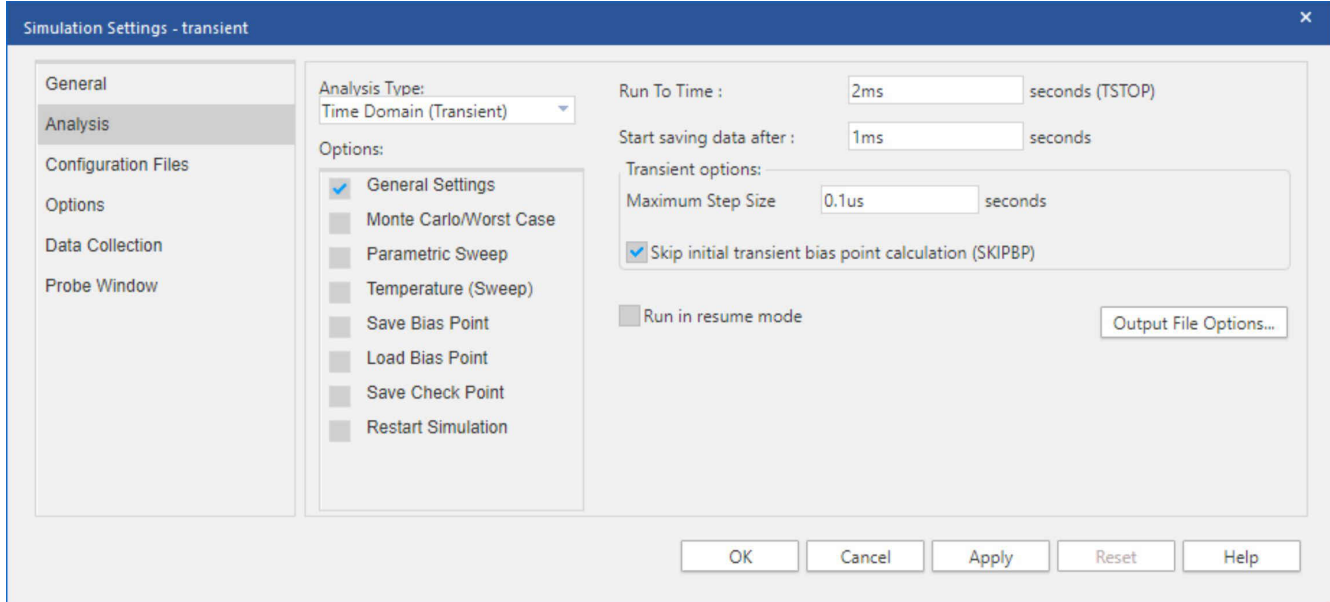 Simulation Settings - transient
×
General
Analysis
Configuration Files
Options
Data Collection
Probe Window
Analysis Type:
Time Domain (Transient)
Options:
General Settings
Monte Carlo/Worst Case
Parametric Sweep
Temperature (Sweep)
Save Bias Point
Load Bias Point
Save Check Point
Restart Simulation
Run To Time : 2ms seconds (TSTOP)
Start saving data after : 1ms seconds
Transient options:
Maximum Step Size 0.1us seconds
Skip initial transient bias point calculation (SKIPBP)
Run in resume mode
Output File Options...
OK Cancel Apply Reset Help